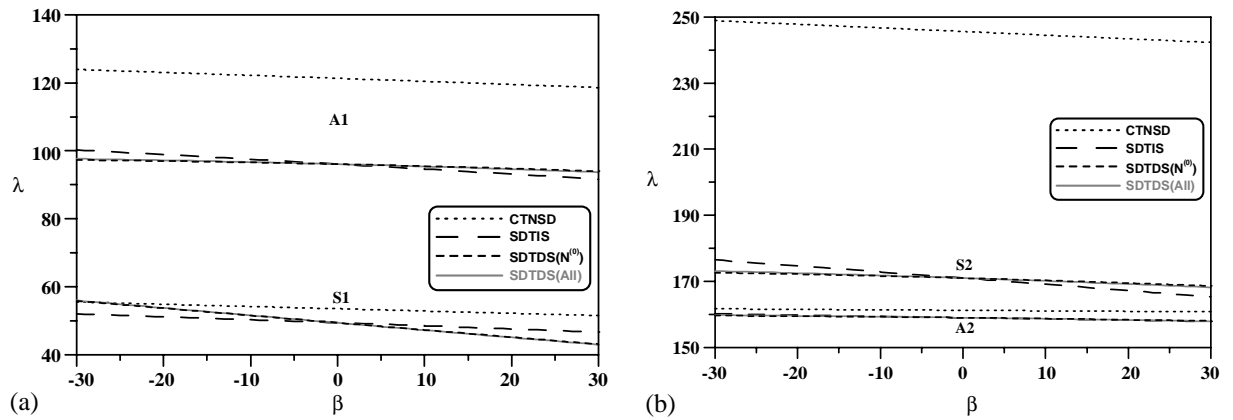 140
120
100
80
60
40
λ
A1
S1
CTNSD
SDTIS
SDTDS(N⁽⁰⁾)
SDTDS(All)
-30 -20 -10 0 10 20 30
(a) β
250
230
210
190
170
150
λ
CTNSD
SDTIS
SDTDS(N⁽⁰⁾)
SDTDS(All)
S2
A2
-30 -20 -10 0 10 20 30
(b) β